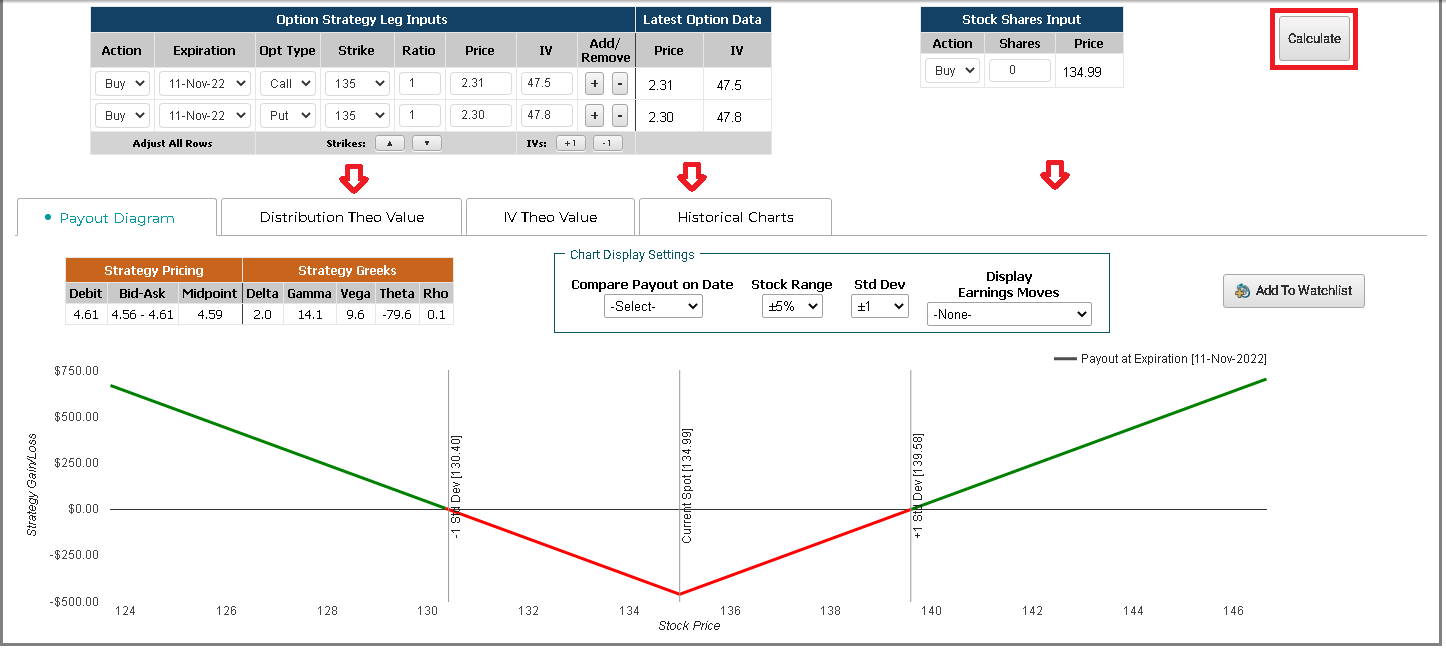 Option Strategy Leg Inputs Latest Option Data Stock Shares Input
Action Expiration Opt Type Strike Ratio Price IV Add/ Remove Price IV Action Shares Price
Calculate
Buy 11-Nov-22 Call 135 1 2.31 47.5 + - 2.31 47.5 Buy 0 134.99
Buy 11-Nov-22 Put 135 1 2.30 47.8 + - 2.30 47.8
Adjust All Rows Strikes: ▲ ▼ IVs: +1 -1
• Payout Diagram Distribution Theo Value IV Theo Value Historical Charts
Chart Display Settings
Strategy Pricing Strategy Greeks
Debit Bid-Ask Midpoint Delta Gamma Vega Theta Rho
4.61 4.56 - 4.61 4.59 2.0 14.1 9.6 -79.6 0.1
Compare Payout on Date Stock Range Std Dev Display
Earnings Moves
-Select- ±5% ±1 -None-
Add To Watchlist
Payout at Expiration [11-Nov-2022]
$750.00
$500.00
$250.00
$0.00
-$250.00
-$500.00
Strategy Gain/Loss
-1 Std Dev [130.40]
Current Spot [134.99]
+1 Std Dev [139.58]
124 126 128 130 132 134 136 138 140 142 144 146
Stock Price